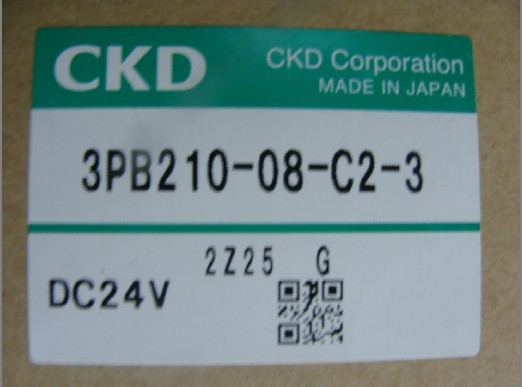 CKD
CKD Corporation
MADE IN JAPAN
3PB210-08-C2-3
2Z25 G
DC24V